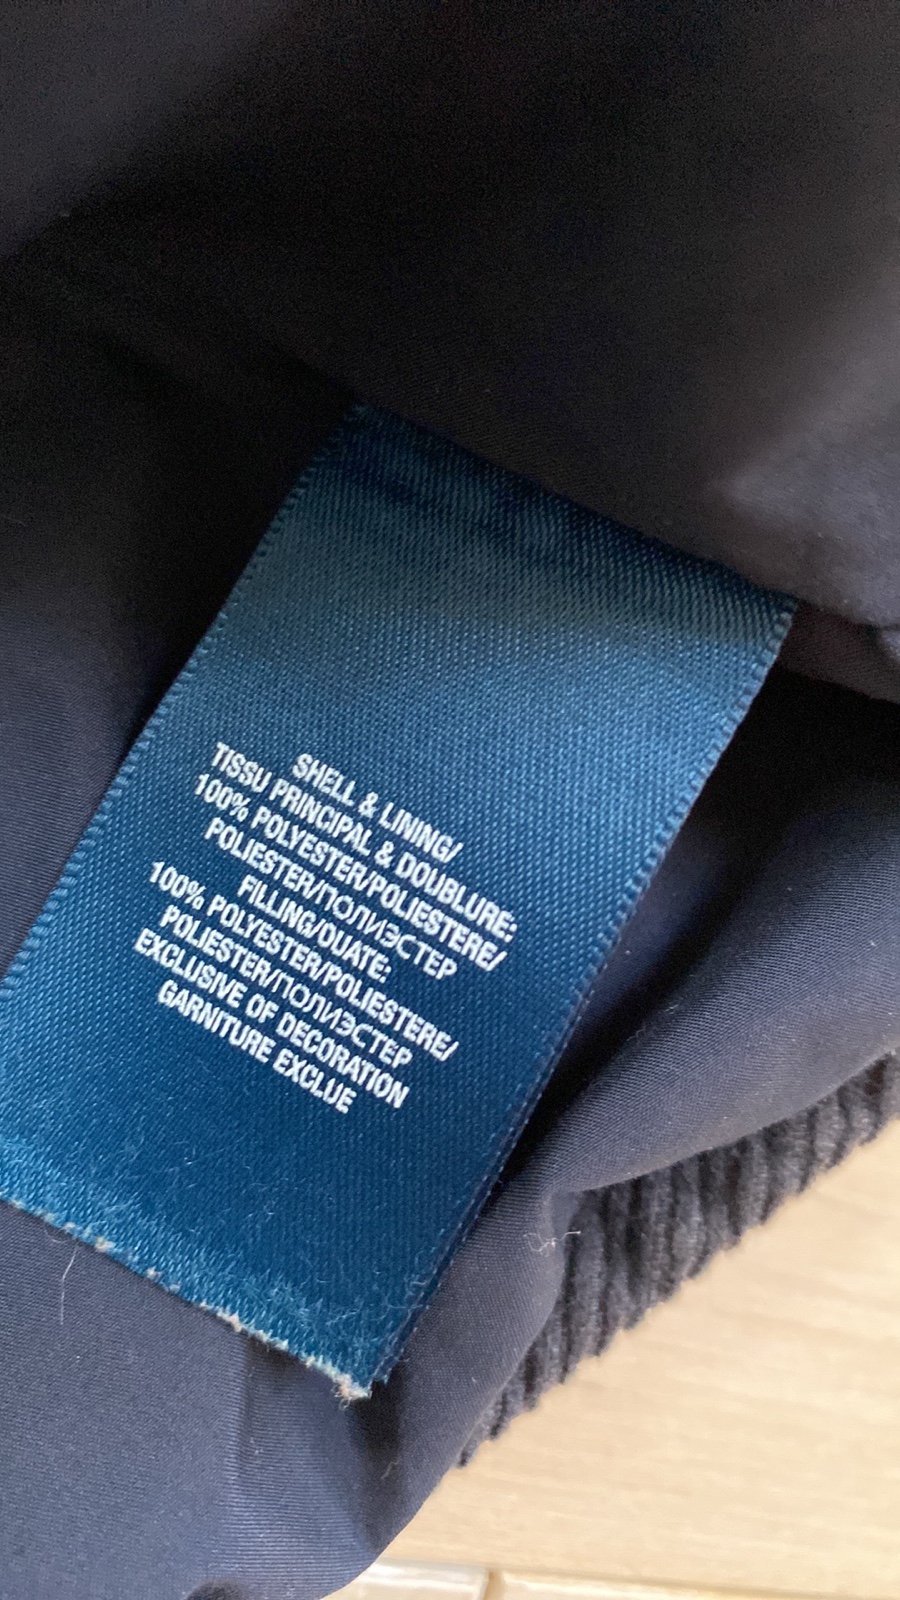 SHELL & LINING/
TISSU PRINCIPAL & DOUBLURE:
100% POLYESTER/POLIESTERE/
POLIESTER/ПОЛИЭСТЕР
FILLING/DUATE:
100% POLYESTER/POLIESTERE/
POLIESTER/ПОЛИЭСТЕР
EXCLUSIVE OF DECORATION
GARNITURE EXCLUE